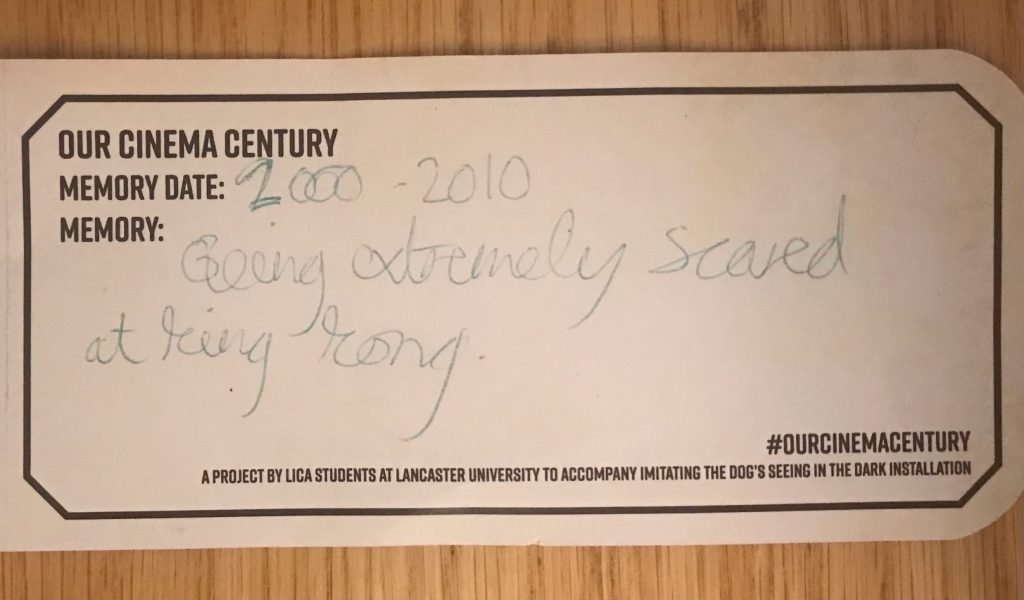 OUR CINEMA CENTURY
MEMORY DATE: 2000 - 2010
MEMORY:
Being extremely scared
at king kong.
#OURCINEMACENTURY
A PROJECT BY LICA STUDENTS AT LANCASTER UNIVERSITY TO ACCOMPANY IMITATING THE DOG'S SEEING IN THE DARK INSTALLATION